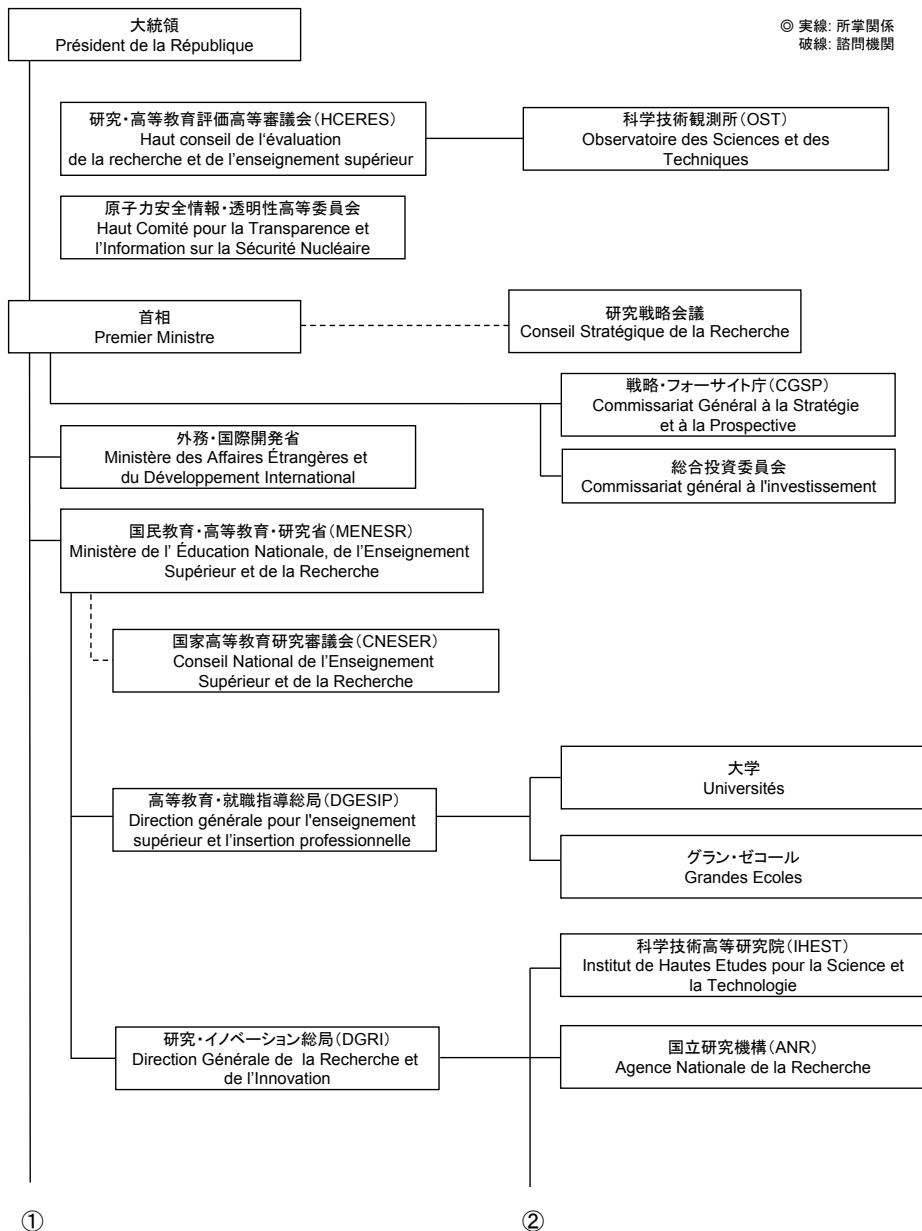 大統領
Président de la République
◎ 実線: 所掌関係
破線: 諮問機関
研究・高等教育評価高等審議会(HCERES)
Haut conseil de l‘évaluation
de la recherche et de l’enseignement supérieur
科学技術観測所(OST)
Observatoire des Sciences et des
Techniques
原子力安全情報・透明性高等委員会
Haut Comité pour la Transparence et
l’Information sur la Sécurité Nucléaire
首相
Premier Ministre
研究戦略会議
Conseil Stratégique de la Recherche
戦略・フォーサイト庁(CGSP)
Commissariat Général à la Stratégie
et à la Prospective
外務・国際開発省
Ministère des Affaires Étrangères et
du Développement International
総合投資委員会
Commissariat général à l'investissement
国民教育・高等教育・研究省(MENESR)
Ministère de l’ Éducation Nationale, de l’Enseignement
Supérieur et de la Recherche
国家高等教育研究審議会(CNESER)
Conseil National de l’Enseignement
Supérieur et de la Recherche
大学
Universités
高等教育・就職指導総局(DGESIP)
Direction générale pour l'enseignement
supérieur et l’insertion professionnelle
グラン・ゼコール
Grandes Ecoles
科学技術高等研究院(IHEST)
Institut de Hautes Etudes pour la Science et
la Technologie
研究・イノベーション総局(DGRI)
Direction Générale de la Recherche et
de l’Innovation
国立研究機構(ANR)
Agence Nationale de la Recherche
①
②